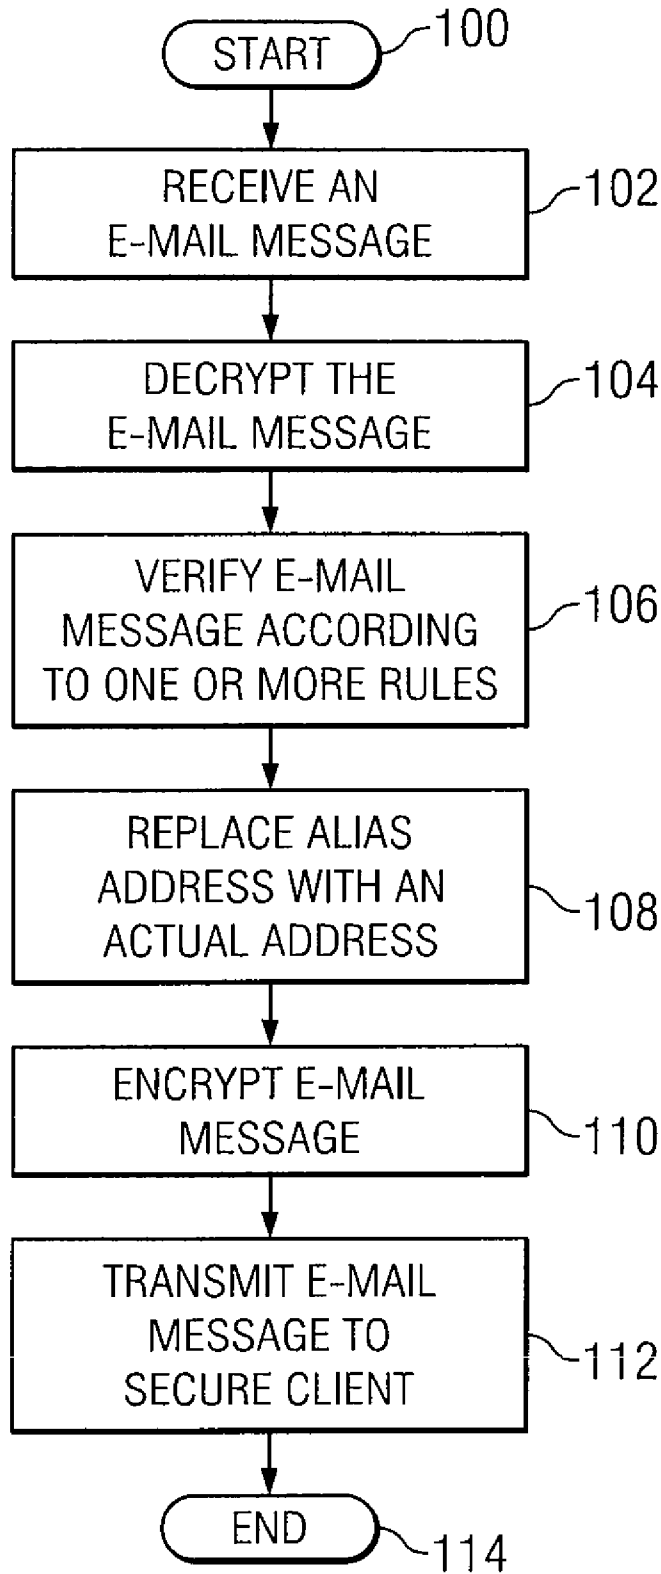 START
100
RECEIVE AN
E-MAIL MESSAGE
102
DECRYPT THE
E-MAIL MESSAGE
104
VERIFY E-MAIL
MESSAGE ACCORDING
TO ONE OR MORE RULES
106
REPLACE ALIAS
ADDRESS WITH AN
ACTUAL ADDRESS
108
ENCRYPT E-MAIL
MESSAGE
110
TRANSMIT E-MAIL
MESSAGE TO
SECURE CLIENT
112
END
114